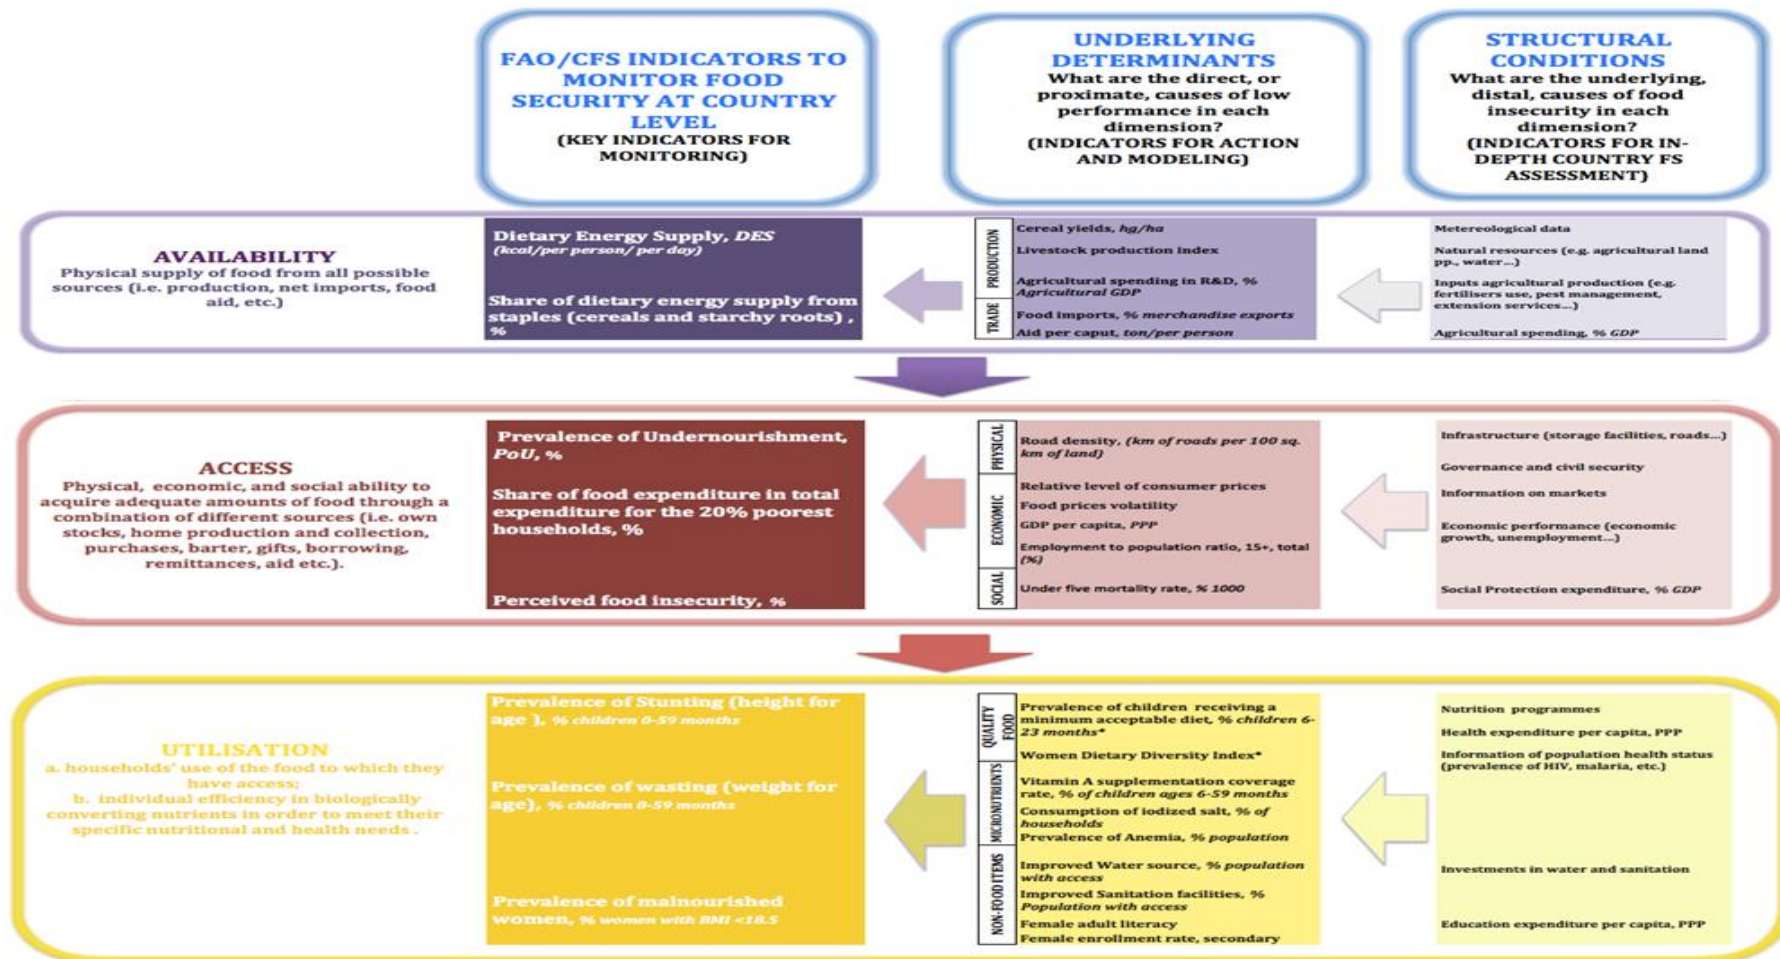 FAO/CFS INDICATORS TO
MONITOR FOOD
SECURITY AT COUNTRY
LEVEL
(KEY INDICATORS FOR
MONITORING)
UNDERLYING
DETERMINANTS
What are the direct, or
proximate, causes of low
performance in each
dimension?
(INDICATORS FOR ACTION
AND MODELING)
STRUCTURAL
CONDITIONS
What are the underlying,
distal, causes of food
insecurity in each
dimension?
(INDICATORS FOR IN-
DEPTH COUNTRY FS
ASSESSMENT)
AVAILABILITY
Physical supply of food from all possible
sources (i.e. production, net imports, food
aid, etc.)
Dietary Energy Supply, DES
(kcal/per person/ per day)
Share of dietary energy supply from
staples (cereals and starchy roots) ,
%
PRODUCTION
Cereal yields, hg/ha
Livestock production index
Agricultural spending in R&D, %
Agricultural GDP
TRADE
Food imports, % merchandise exports
Aid per caput, ton/per person
Metereological data
Natural resources (e.g. agricultural land
pp., water...)
Inputs agricultural production (e.g.
fertilisers use, pest management,
extension services...)
Agricultural spending, % GDP
ACCESS
Physical, economic, and social ability to
acquire adequate amounts of food through a
combination of different sources (i.e. own
stocks, home production and collection,
purchases, barter, gifts, borrowing,
remittances, aid etc.).
Prevalence of Undernourishment,
PoU, %
Share of food expenditure in total
expenditure for the 20% poorest
households, %
Perceived food insecurity, %
PHYSICAL
Road density, (km of roads per 100 sq.
km of land)
ECONOMIC
Relative level of consumer prices
Food prices volatility
GDP per capita, PPP
Employment to population ratio, 15+, total
(%)
SOCIAL
Under five mortality rate, % 1000
Infrastructure (storage facilities, roads...)
Governance and civil security
Information on markets
Economic performance (economic
growth, unemployment...)
Social Protection expenditure, % GDP
UTILISATION
a. households' use of the food to which they
have access;
b. individual efficiency in biologically
converting nutrients in order to meet their
specific nutritional and health needs .
Prevalence of Stunting (height for
age ), % children 0-59 months
Prevalence of wasting (weight for
age), % children 0-59 months
Prevalence of malnourished
women, % women with BMI <18.5
QUALITY
FOOD
Prevalence of children receiving a
minimum acceptable diet, % children 6-
23 months*
Women Dietary Diversity Index*
MICRONUTRIENTS
Vitamin A supplementation coverage
rate, % of children ages 6-59 months
Consumption of iodized salt, % of
households
Prevalence of Anemia, % population
NON-FOOD ITEMS
Improved Water source, % population
with access
Improved Sanitation facilities, %
Population with access
Female adult literacy
Female enrollment rate, secondary
Nutrition programmes
Health expenditure per capita, PPP
Information of population health status
(prevalence of HIV, malaria, etc.)
Investments in water and sanitation
Education expenditure per capita, PPP